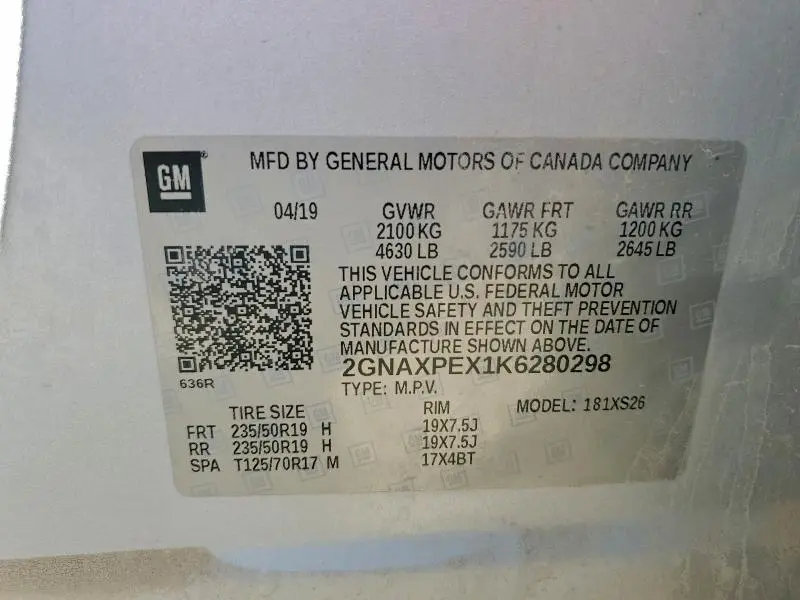 GM ®
MFD BY GENERAL MOTORS OF CANADA COMPANY
04/19 GVWR GAWR FRT GAWR RR
2100 KG 1175 KG 1200 KG
4630 LB 2590 LB 2645 LB
THIS VEHICLE CONFORMS TO ALL
APPLICABLE U.S. FEDERAL MOTOR
VEHICLE SAFETY AND THEFT PREVENTION
STANDARDS IN EFFECT ON THE DATE OF
MANUFACTURE SHOWN ABOVE.
2GNAXPEX1K6280298
636R
TYPE: M.P.V.
TIRE SIZE RIM MODEL: 181XS26
FRT 235/50R19 H 19X7.5J
RR 235/50R19 H 19X7.5J
SPA T125/70R17 M 17X4BT